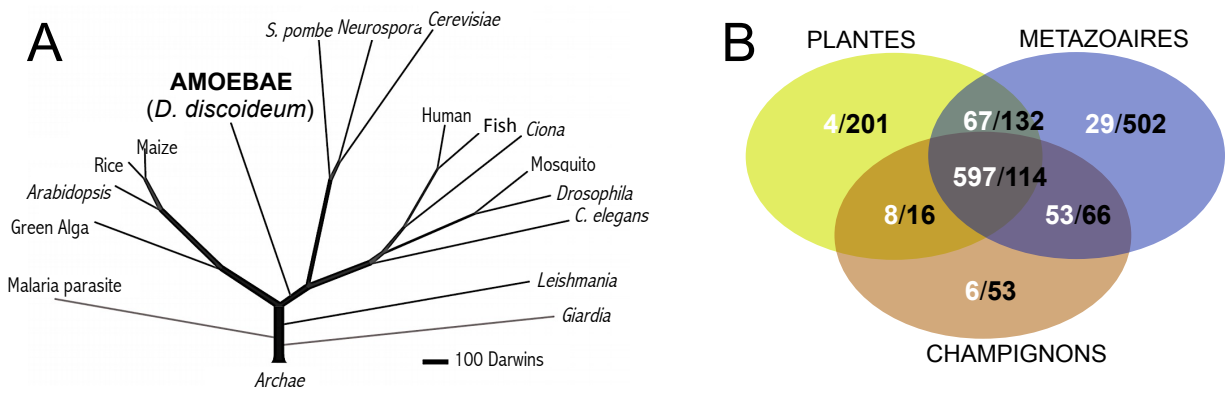 A
S. pombe
Neurospora
Cerevisiae
AMOEBAE
(D. discoideum)
Human
Fish
Ciona
Maize
Rice
Mosquito
Arabidopsis
Drosophila
C. elegans
Green Alga
Malaria parasite
Leishmania
Giardia
100 Darwins
Archae
B
PLANTES
METAZOAIRES
4/201
67/132
29/502
597/114
8/16
53/66
6/53
CHAMPIGNONS